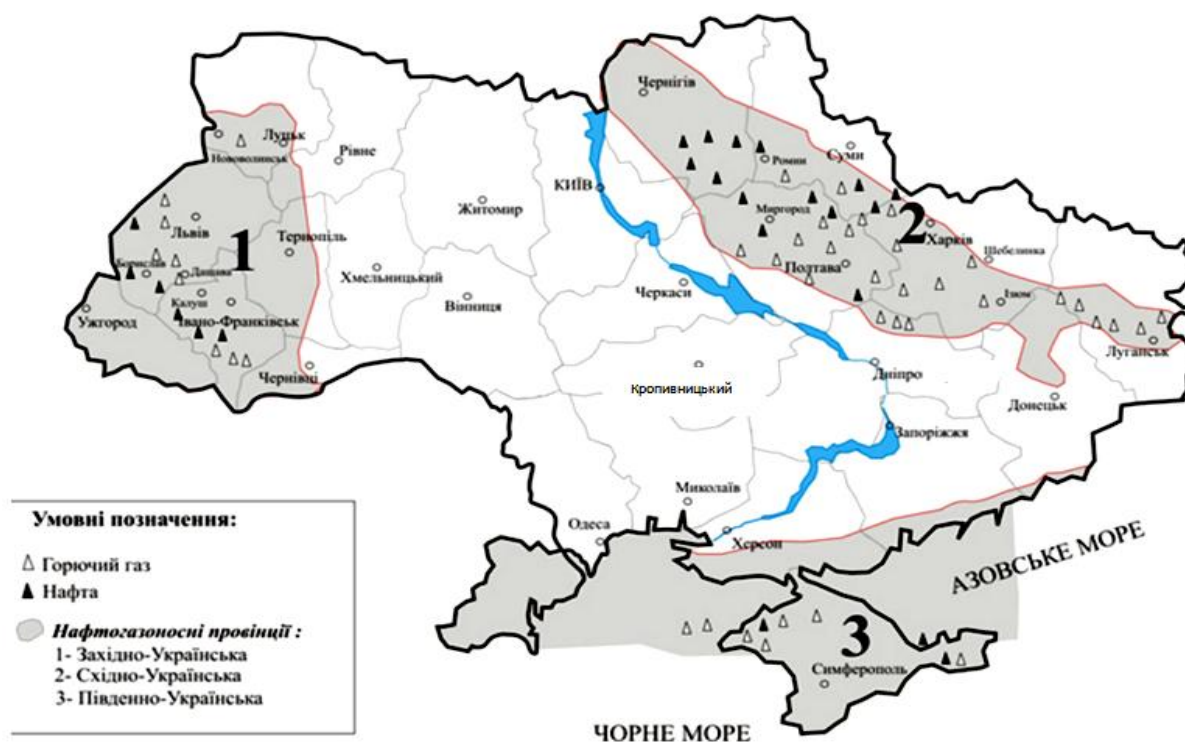 Чернігів
Луцьк
Нововолинськ
Рівне
Ромни
Суми
КИЇВ
Житомир
Миргород
2
Львів
1
Тернопіль
Харків
Шебелинка
Борислав
Дашава
Хмельницький
Полтава
Калуш
Черкаси
Ізюм
Ужгород
Вінниця
Івано-Франківськ
Луганськ
Чернівці
Дніпро
Кропивницький
Донецьк
Запоріжжя
Миколаїв
Одеса
Херсон
АЗОВСЬКЕ МОРЕ
3
Симферополь
ЧОРНЕ МОРЕ
Умовні позначення:
Горючий газ
Нафта
Нафтогазоносні провінції :
1- Західно-Українська
2- Східно-Українська
3- Південно-Українська